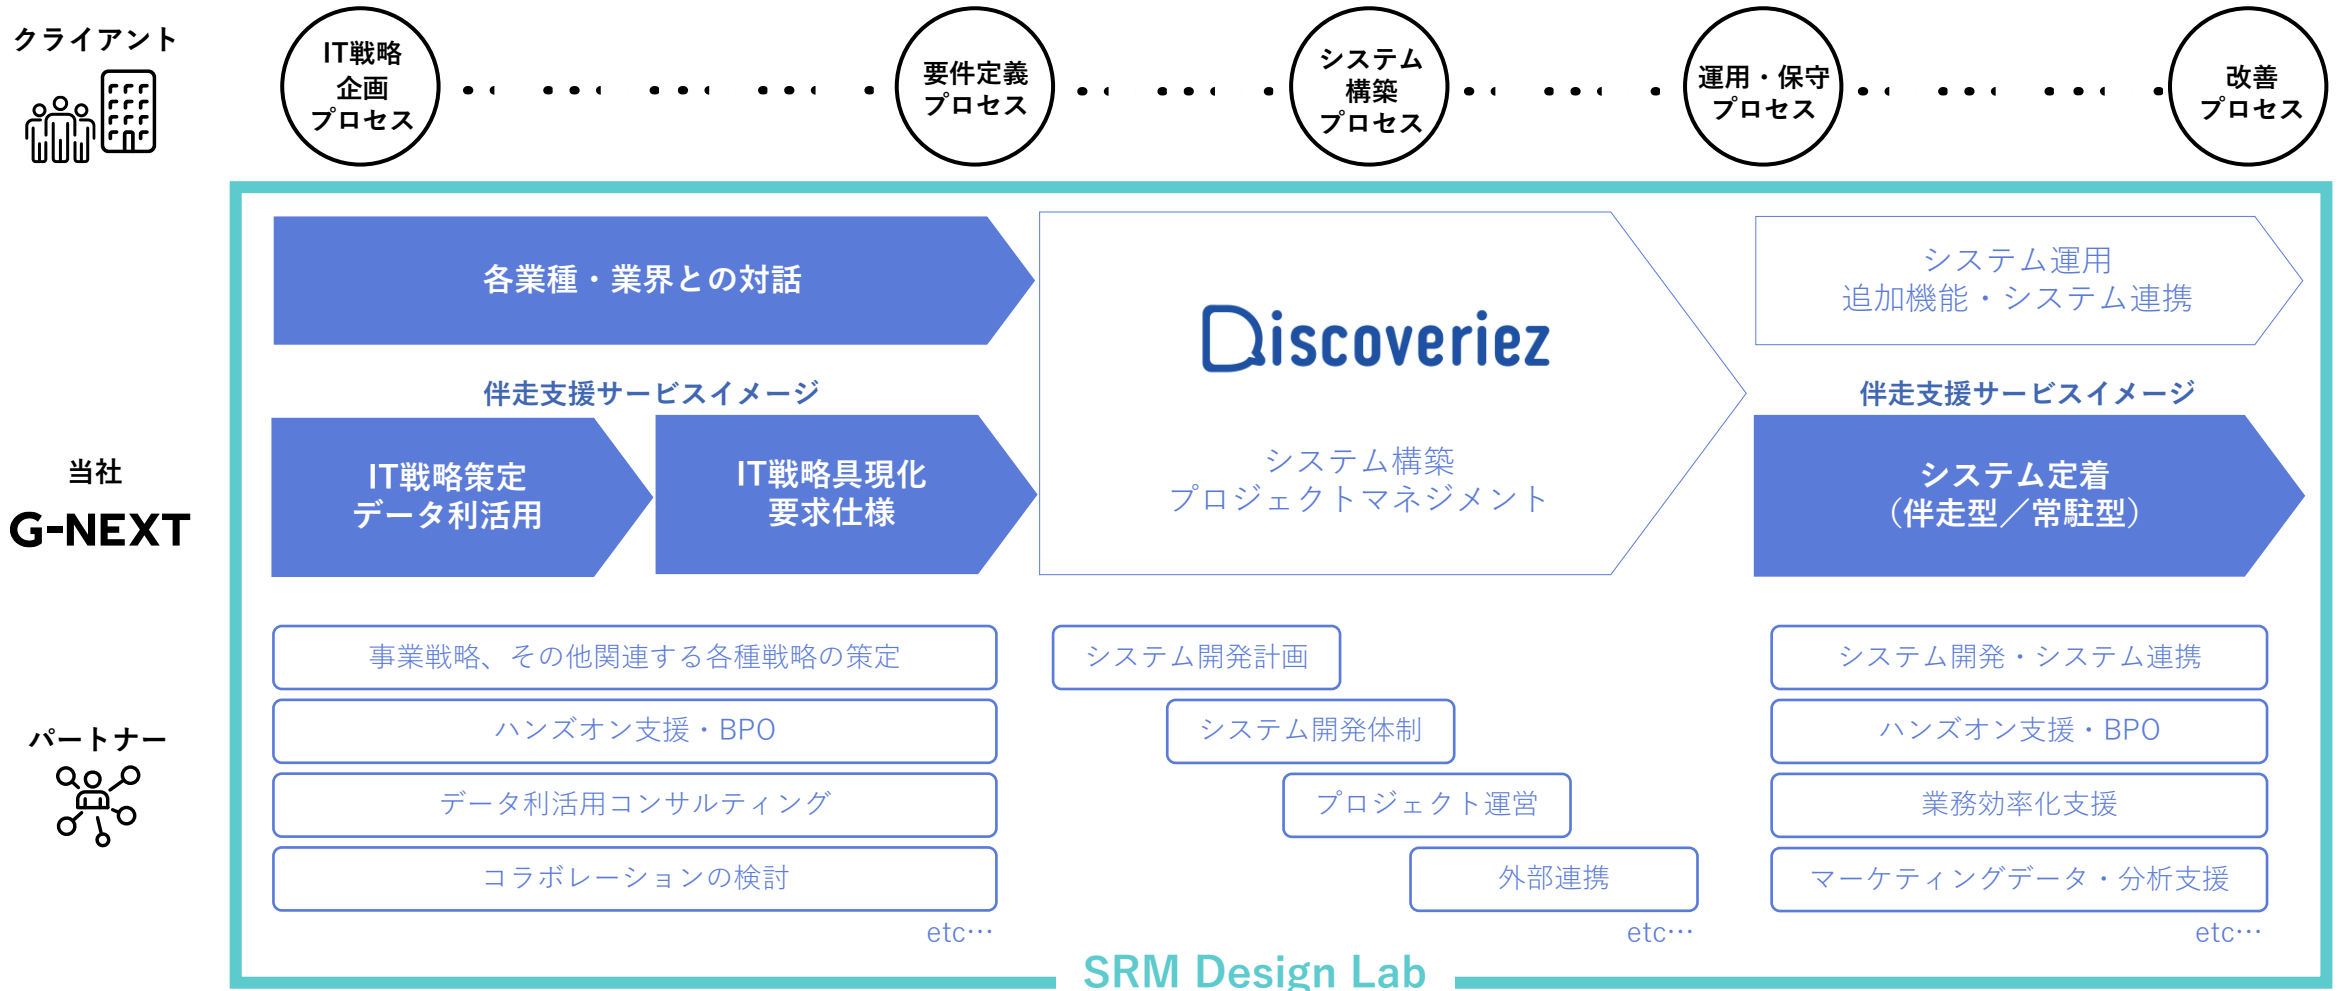 クライアント
IT戦略
企画
プロセス
要件定義
プロセス
システム
構築
プロセス
運用・保守
プロセス
改善
プロセス
各業種・業界との対話
Discoveriez
システム構築
プロジェクトマネジメント
システム運用
追加機能・システム連携
伴走支援サービスイメージ
伴走支援サービスイメージ
当社
G-NEXT
IT戦略策定
データ利活用
IT戦略具現化
要求仕様
システム定着
（伴走型／常駐型）
パートナー
事業戦略、その他関連する各種戦略の策定
ハンズオン支援・BPO
データ利活用コンサルティング
コラボレーションの検討
etc…
システム開発計画
システム開発体制
プロジェクト運営
外部連携
etc…
システム開発・システム連携
ハンズオン支援・BPO
業務効率化支援
マーケティングデータ・分析支援
etc…
SRM Design Lab